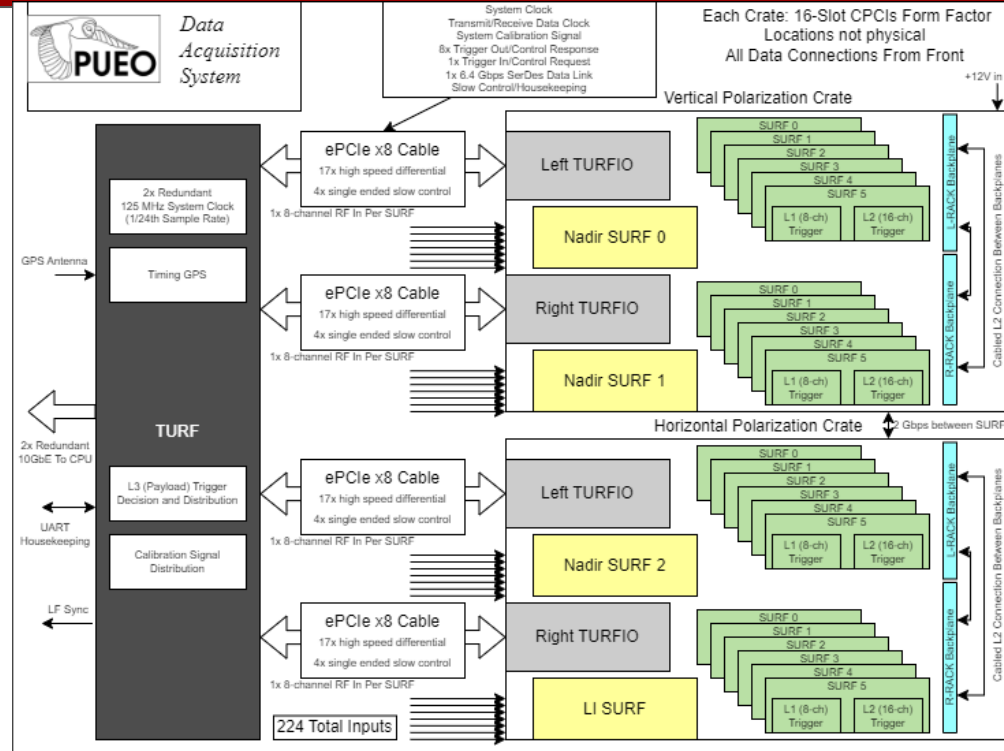 PUEO
Data
Acquisition
System
System Clock
Transmit/Receive Data Clock
System Calibration Signal
8x Trigger Out/Control Response
1x Trigger In/Control Request
1x 6.4 Gbps SerDes Data Link
Slow Control/Housekeeping
Each Crate: 16-Slot CPCIs Form Factor
Locations not physical
All Data Connections From Front
+12V in
Vertical Polarization Crate
GPS Antenna
2x Redundant
10GbE To CPU
UART
Housekeeping
LF Sync
2x Redundant
125 MHz System Clock
(1/24th Sample Rate)
Timing GPS
TURF
L3 (Payload) Trigger
Decision and Distribution
Calibration Signal
Distribution
ePCIe x8 Cable
17x high speed differential
4x single ended slow control
1x 8-channel RF In Per SURF
Left TURFIO
Nadir SURF 0
SURF 0
SURF 1
SURF 2
SURF 3
SURF 4
SURF 5
L1 (8-ch)
Trigger
L2 (16-ch)
Trigger
L-RACK Backplane
ePCIe x8 Cable
17x high speed differential
4x single ended slow control
1x 8-channel RF In Per SURF
Right TURFIO
Nadir SURF 1
SURF 0
SURF 1
SURF 2
SURF 3
SURF 4
SURF 5
L1 (8-ch)
Trigger
L2 (16-ch)
Trigger
R-RACK Backplane
Cabled L2 Connection Between Backplanes
Horizontal Polarization Crate
2 Gbps between SURF
ePCIe x8 Cable
17x high speed differential
4x single ended slow control
1x 8-channel RF In Per SURF
Left TURFIO
Nadir SURF 2
SURF 0
SURF 1
SURF 2
SURF 3
SURF 4
SURF 5
L1 (8-ch)
Trigger
L2 (16-ch)
Trigger
L-RACK Backplane
ePCIe x8 Cable
17x high speed differential
4x single ended slow control
1x 8-channel RF In Per SURF
Right TURFIO
LI SURF
SURF 0
SURF 1
SURF 2
SURF 3
SURF 4
SURF 5
L1 (8-ch)
Trigger
L2 (16-ch)
Trigger
R-RACK Backplane
Cabled L2 Connection Between Backplanes
224 Total Inputs